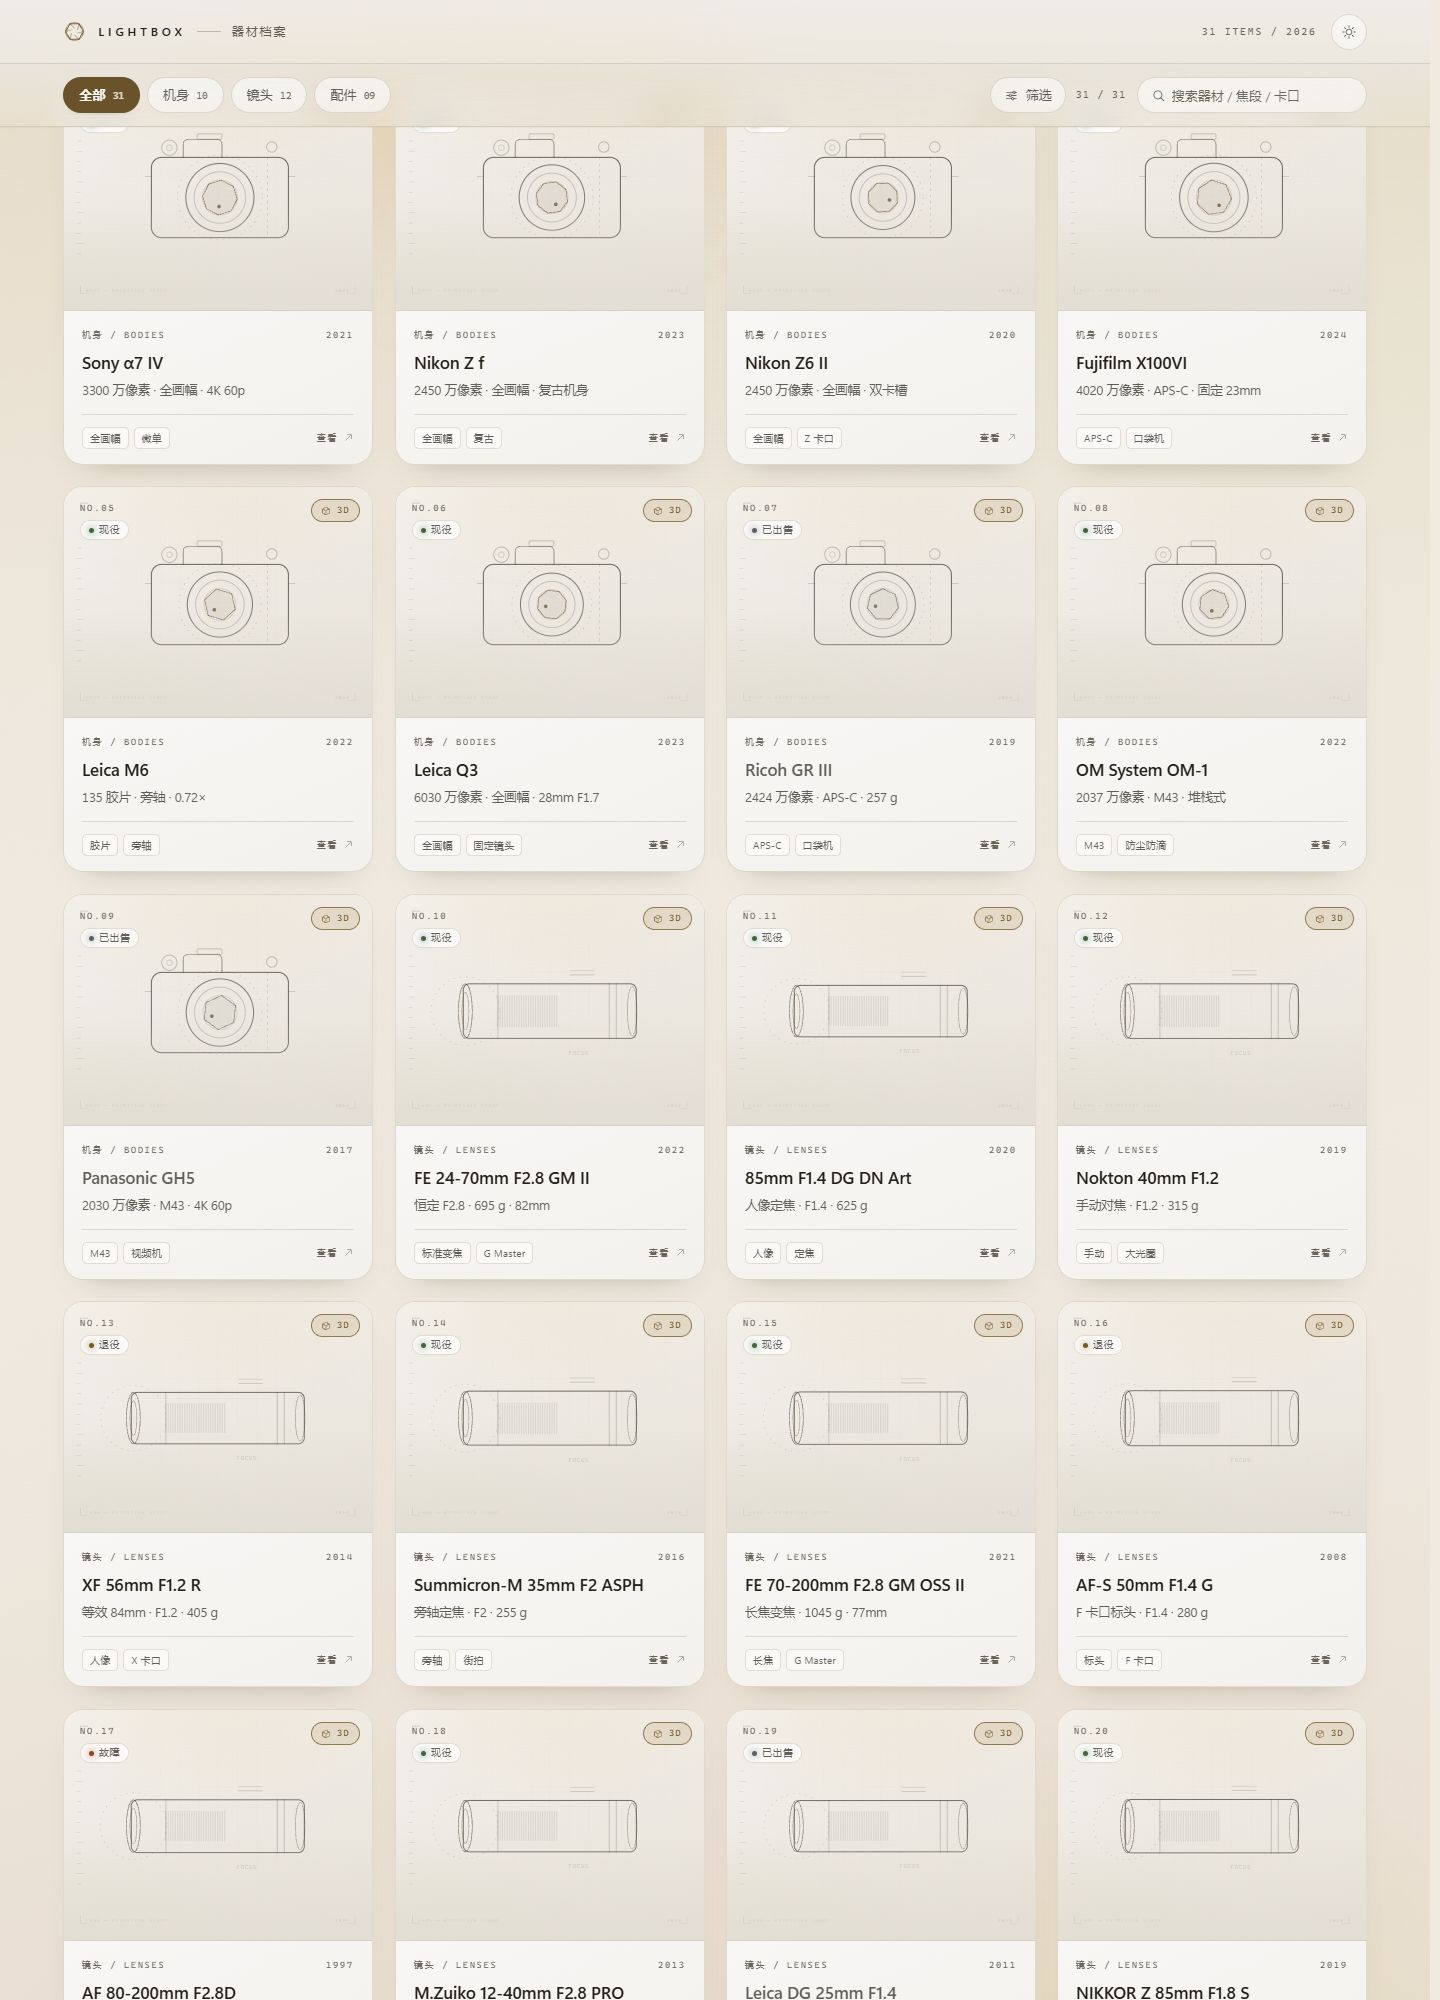 LIGHTBOX — 器材档案
31 ITEMS / 2026
全部 31
机身 10
镜头 12
配件 09
筛选
31 / 31
搜索器材 / 焦段 / 卡口
机身 / BODIES 2021
Sony α7 IV
3300 万像素 · 全画幅 · 4K 60p
全画幅 微单 查看 ↗
机身 / BODIES 2023
Nikon Z f
2450 万像素 · 全画幅 · 复古机身
全画幅 复古 查看 ↗
机身 / BODIES 2020
Nikon Z6 II
2450 万像素 · 全画幅 · 双卡槽
全画幅 Z 卡口 查看 ↗
机身 / BODIES 2024
Fujifilm X100VI
4020 万像素 · APS-C · 固定 23mm
APS-C 口袋机 查看 ↗
NO.05 3D
现役
机身 / BODIES 2022
Leica M6
135 胶片 · 旁轴 · 0.72×
胶片 旁轴 查看 ↗
NO.06 3D
现役
机身 / BODIES 2023
Leica Q3
6030 万像素 · 全画幅 · 28mm F1.7
全画幅 固定镜头 查看 ↗
NO.07 3D
已出售
机身 / BODIES 2019
Ricoh GR III
2424 万像素 · APS-C · 257 g
APS-C 口袋机 查看 ↗
NO.08 3D
现役
机身 / BODIES 2022
OM System OM-1
2037 万像素 · M43 · 堆栈式
M43 防尘防滴 查看 ↗
NO.09 3D
已出售
机身 / BODIES 2017
Panasonic GH5
2030 万像素 · M43 · 4K 60p
M43 视频机 查看 ↗
NO.10 3D
现役
FOCUS
镜头 / LENSES 2022
FE 24-70mm F2.8 GM II
恒定 F2.8 · 695 g · 82mm
标准变焦 G Master 查看 ↗
NO.11 3D
现役
FOCUS
镜头 / LENSES 2020
85mm F1.4 DG DN Art
人像定焦 · F1.4 · 625 g
人像 定焦 查看 ↗
NO.12 3D
现役
FOCUS
镜头 / LENSES 2019
Nokton 40mm F1.2
手动对焦 · F1.2 · 315 g
手动 大光圈 查看 ↗
NO.13 3D
退役
FOCUS
镜头 / LENSES 2014
XF 56mm F1.2 R
等效 84mm · F1.2 · 405 g
人像 X 卡口 查看 ↗
NO.14 3D
现役
FOCUS
镜头 / LENSES 2016
Summicron-M 35mm F2 ASPH
旁轴定焦 · F2 · 255 g
旁轴 街拍 查看 ↗
NO.15 3D
现役
FOCUS
镜头 / LENSES 2021
FE 70-200mm F2.8 GM OSS II
长焦变焦 · 1045 g · 77mm
长焦 G Master 查看 ↗
NO.16 3D
退役
FOCUS
镜头 / LENSES 2008
AF-S 50mm F1.4 G
F 卡口标头 · F1.4 · 280 g
标头 F 卡口 查看 ↗
NO.17 3D
故障
FOCUS
镜头 / LENSES 1997
AF 80-200mm F2.8D
NO.18 3D
现役
FOCUS
镜头 / LENSES 2013
M.Zuiko 12-40mm F2.8 PRO
NO.19 3D
已出售
FOCUS
镜头 / LENSES 2011
Leica DG 25mm F1.4
NO.20 3D
现役
FOCUS
镜头 / LENSES 2019
NIKKOR Z 85mm F1.8 S